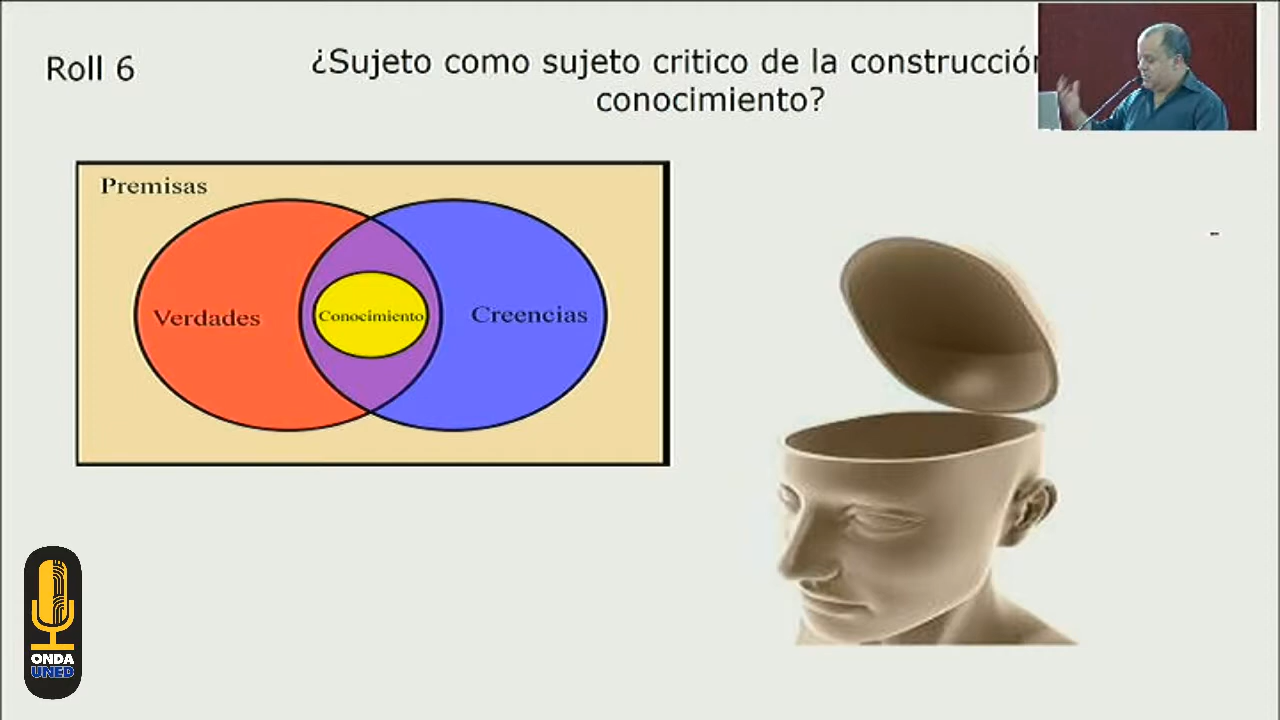 Roll 6
¿Sujeto como sujeto critico de la construcción
conocimiento?
Premisas
Verdades
Conocimiento
Creencias
ONDA
UNED